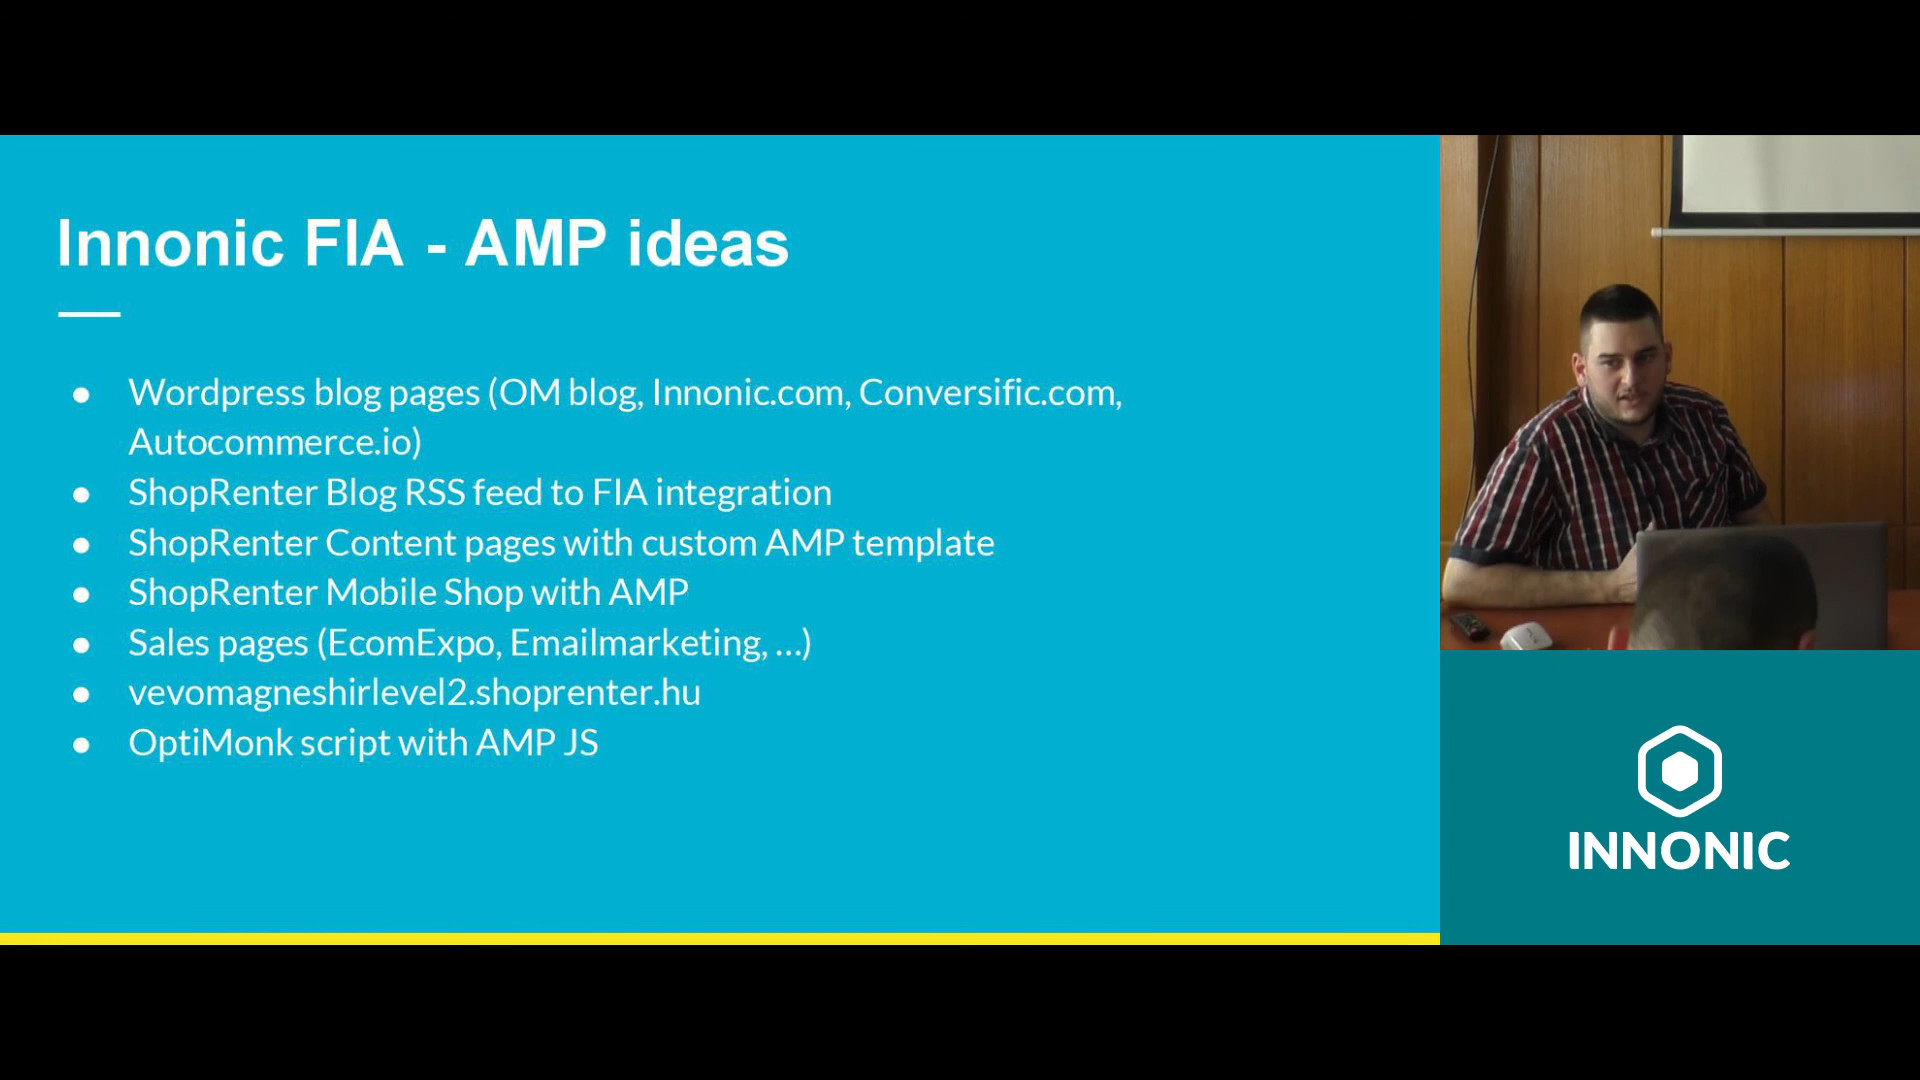 Innonic FIA - AMP ideas
● Wordpress blog pages (OM blog, Innonic.com, Conversific.com,
Autocommerce.io)
● ShopRenter Blog RSS feed to FIA integration
● ShopRenter Content pages with custom AMP template
● ShopRenter Mobile Shop with AMP
● Sales pages (EcomExpo, Emailmarketing, ...)
● vevomagneshirlevel2.shoprenter.hu
● OptiMonk script with AMP JS
INNONIC